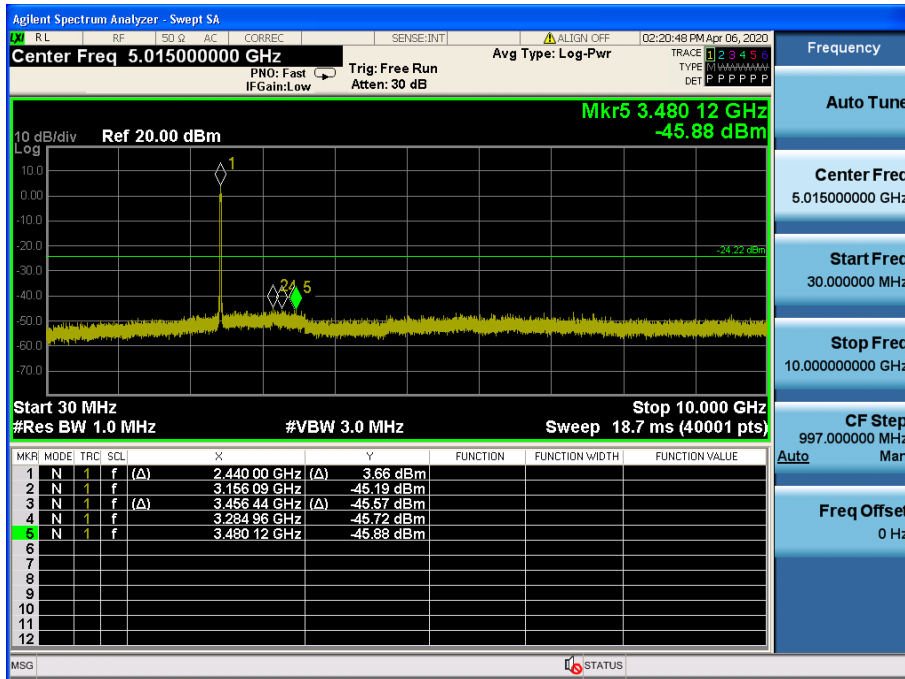 Agilent Spectrum Analyzer - Swept SA
LXI RL RF 50 Ω AC CORREC SENSE:INT ALIGN OFF 02:20:48 PM Apr 06, 2020
Center Freq 5.015000000 GHz
PNO: Fast
IFGain:Low
Trig: Free Run
Atten: 30 dB
Avg Type: Log-Pwr
TRACE 1 2 3 4 5 6
TYPE M WWWWW
DET P P P P P P
Mkr5 3.480 12 GHz
-45.88 dBm
10 dB/div Ref 20.00 dBm
Log
10.0
0.00
-10.0
-20.0
-30.0
-40.0
-50.0
-60.0
-70.0
1
2 4 5
-24.22 dBm
Start 30 MHz Stop 10.000 GHz
#Res BW 1.0 MHz #VBW 3.0 MHz Sweep 18.7 ms (40001 pts)
MKR MODE TRC SCL X Y FUNCTION FUNCTION WIDTH FUNCTION VALUE
1 N 1 f (Δ) 2.440 00 GHz (Δ) 3.66 dBm
2 N 1 f 3.156 09 GHz -45.19 dBm
3 N 1 f (Δ) 3.456 44 GHz (Δ) -45.57 dBm
4 N 1 f 3.284 96 GHz -45.72 dBm
5 N 1 f 3.480 12 GHz -45.88 dBm
6
7
8
9
10
11
12
MSG STATUS
Frequency
Auto Tune
Center Freq
5.015000000 GHz
Start Freq
30.000000 MHz
Stop Freq
10.000000000 GHz
CF Step
997.000000 MHz
Auto Man
Freq Offset
0 Hz